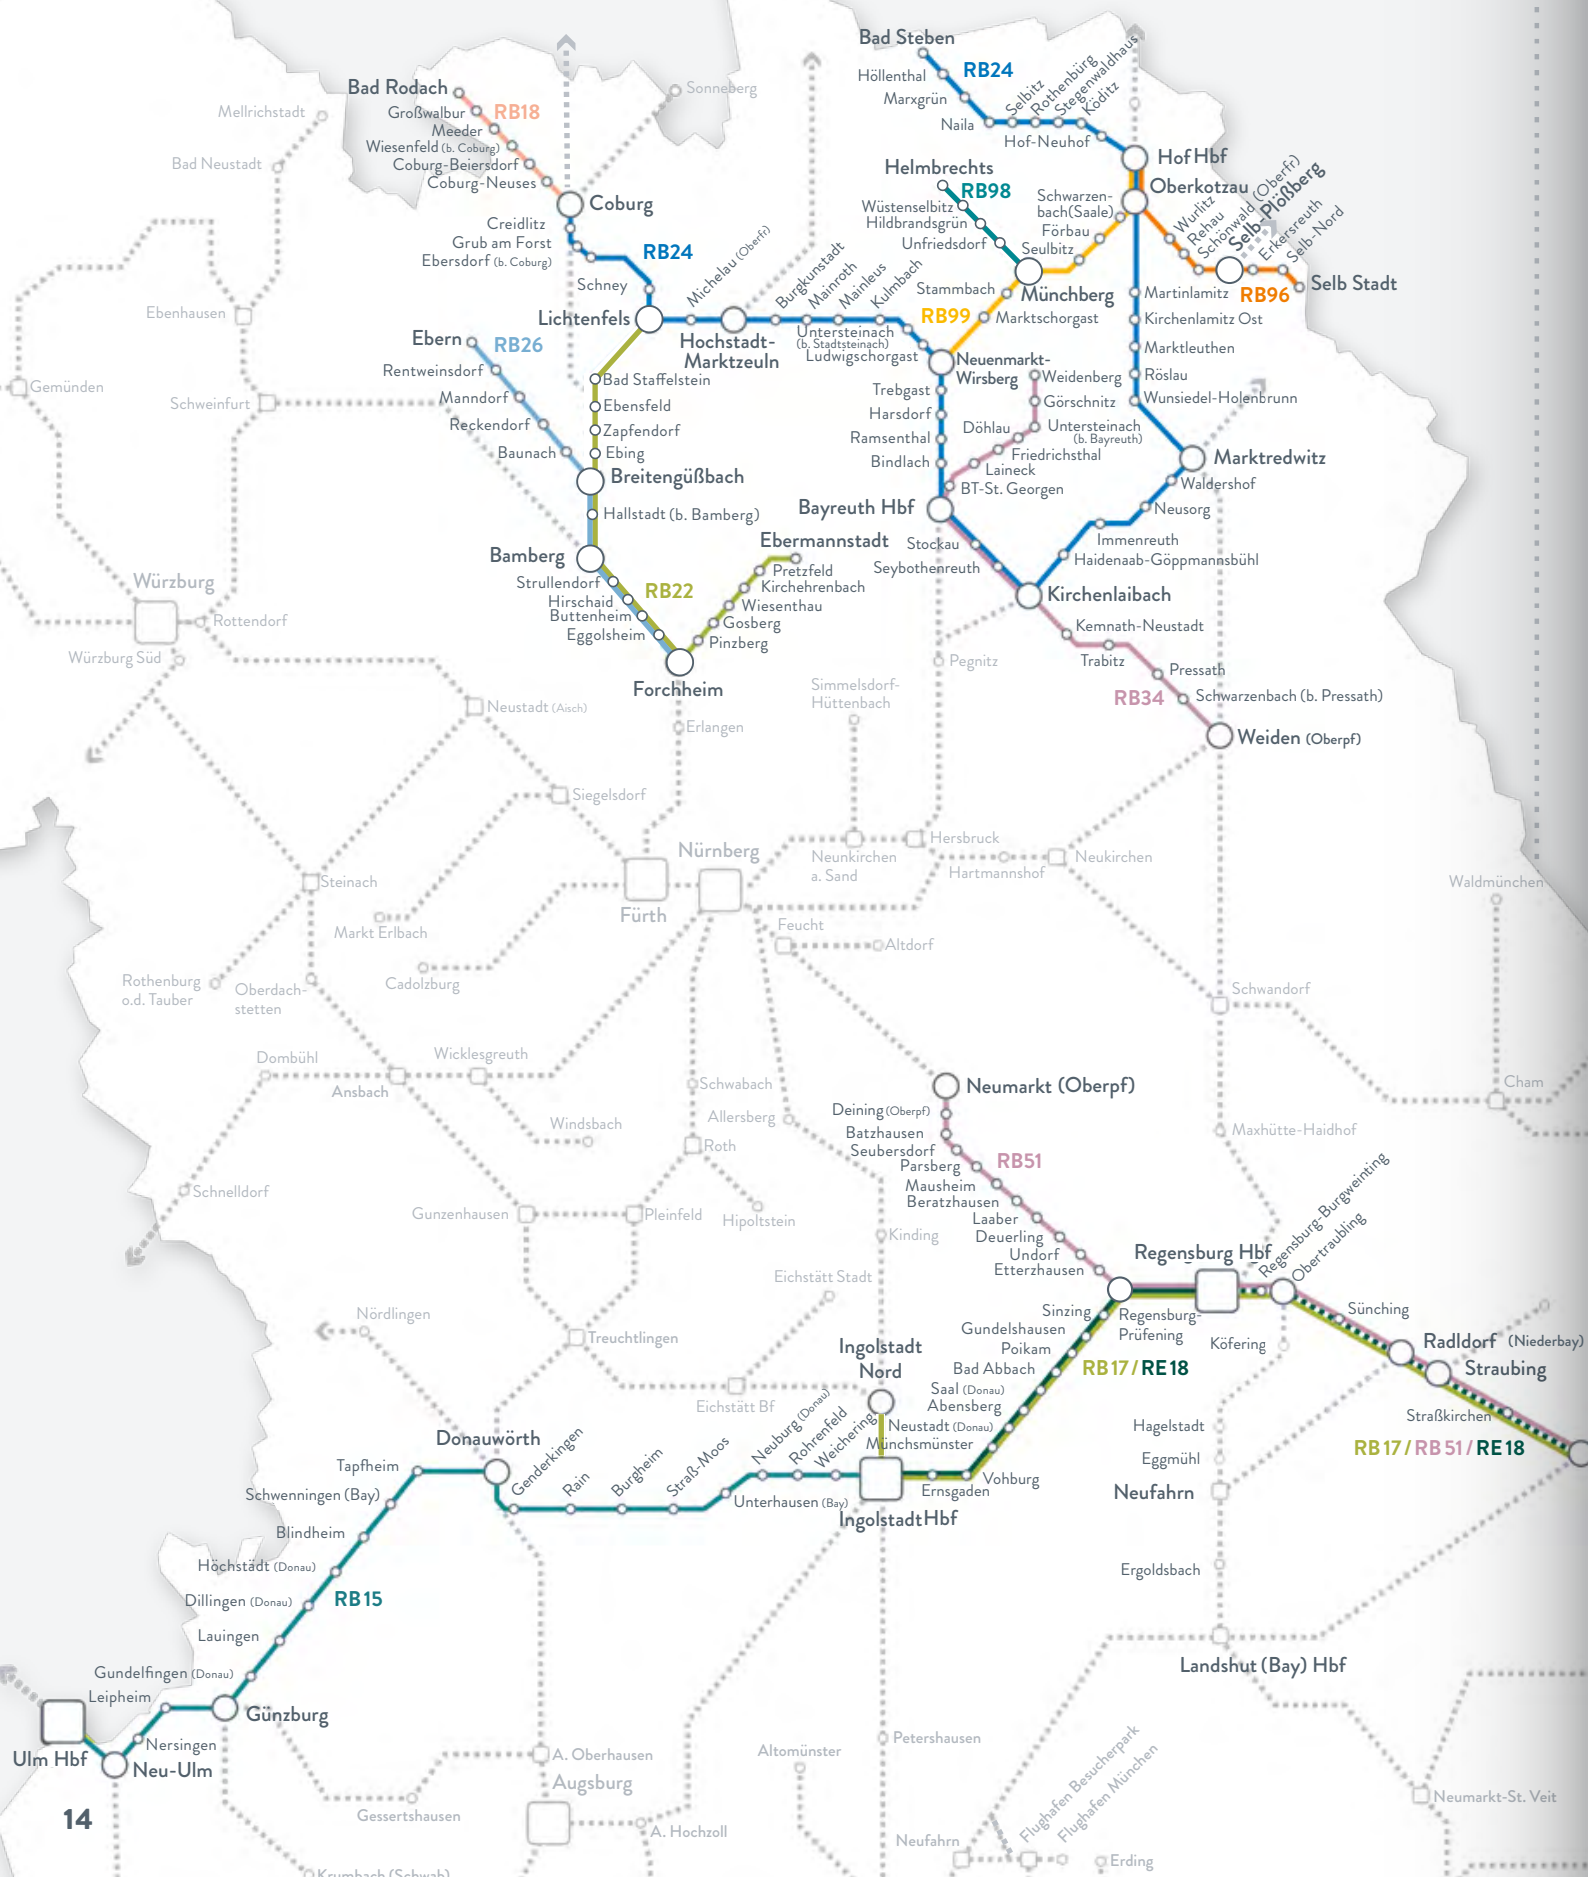 Bad Steben
Höllenthal
RB24
Marxgrün
Naila
Selbitz
Rothenbürg
Stegenwaldhaus
Köditz
Hof-Neuhof
Hof Hbf
Bad Rodach
Großwalbur
RB18
Meeder
Wiesenfeld (b. Coburg)
Coburg-Beiersdorf
Coburg-Neuses
Sonneberg
Mellrichstadt
Bad Neustadt
Coburg
Creidlitz
Grub am Forst
Ebersdorf (b. Coburg)
RB24
Schney
Lichtenfels
Michelau (Oberfr)
Hochstadt-
Marktzeuln
Burgkunstadt
Mainroth
Mainleus
Kulmbach
Untersteinach
(b. Stadtsteinach)
Ludwigschorgast
Helmbrechts
RB98
Wüstenselbitz
Hildbrandsgrün
Unfriedsdorf
Schwarzen-
bach(Saale)
Förbau
Seulbitz
Münchberg
Stammbach
RB99
Marktschorgast
Neuenmarkt-
Wirsberg
Oberkotzau
Wurlitz
Rehau
Schönwald (Oberfr)
Selb-Plößberg
Erkersreuth
Selb-Nord
RB96
Selb Stadt
Martinlamitz
Kirchenlamitz Ost
Marktleuthen
Röslau
Wunsiedel-Holenbrunn
Marktredwitz
Waldershof
Neusorg
Immenreuth
Haidenaab-Göppmannsbühl
Ebenhausen
Gemünden
Schweinfurt
Ebern
RB26
Rentweinsdorf
Manndorf
Reckendorf
Baunach
Bad Staffelstein
Ebensfeld
Zapfendorf
Ebing
Breitengüßbach
Hallstadt (b. Bamberg)
Bamberg
Strullendorf
Hirschaid
Buttenheim
Eggolsheim
RB22
Forchheim
Ebermannstadt
Pretzfeld
Kirchehrenbach
Wiesenthau
Gosberg
Pinzberg
Trebgast
Harsdorf
Ramsenthal
Bindlach
Weidenberg
Görschnitz
Untersteinach
(b. Bayreuth)
Döhlau
Friedrichsthal
Laineck
BT-St. Georgen
Bayreuth Hbf
Stockau
Seybothenreuth
Kirchenlaibach
Kemnath-Neustadt
Trabitz
Pressath
RB34
Schwarzenbach (b. Pressath)
Weiden (Oberpf)
Würzburg
Rottendorf
Würzburg Süd
Neustadt (Aisch)
Erlangen
Simmelsdorf-
Hüttenbach
Pegnitz
Siegelsdorf
Nürnberg
Fürth
Neunkirchen
a. Sand
Hersbruck
Hartmannshof
Neukirchen
Waldmünchen
Steinach
Markt Erlbach
Cadolzburg
Feucht
Altdorf
Rothenburg
o.d. Tauber
Oberdach-
stetten
Schwandorf
Cham
Dombühl
Ansbach
Wicklesgreuth
Windsbach
Schwabach
Allersberg
Roth
Hipoltstein
Schnelldorf
Gunzenhausen
Pleinfeld
Kinding
Maxhütte-Haidhof
Neumarkt (Oberpf)
Deining (Oberpf)
Batzhausen
Seubersdorf
Parsberg
RB51
Mausheim
Beratzhausen
Laaber
Deuerling
Undorf
Etterzhausen
Regensburg Hbf
Regensburg-Burgweinting
Obertraubling
Regensburg-
Prüfening
Sinzing
Gundelshausen
Poikam
Bad Abbach
RB17/RE18
Saal (Donau)
Abensberg
Neustadt (Donau)
Münchsmünster
Vohburg
Ernsgaden
Köfering
Sünching
Radldorf (Niederbay)
Straubing
Straßkirchen
RB17/RB51/RE18
Hagelstadt
Eggmühl
Neufahrn
Ergoldsbach
Landshut (Bay) Hbf
Eichstätt Stadt
Eichstätt Bf
Nördlingen
Treuchtlingen
Ingolstadt
Nord
Ingolstadt Hbf
Donauwörth
Genderkingen
Rain
Burgheim
Straß-Moos
Unterhausen (Bay)
Neuburg (Donau)
Rohrenfeld
Weichering
Tapfheim
Schwenningen (Bay)
Blindheim
Höchstädt (Donau)
Dillingen (Donau)
RB15
Lauingen
Gundelfingen (Donau)
Leipheim
Günzburg
Nersingen
Ulm Hbf
Neu-Ulm
14
Gessertshausen
A. Oberhausen
Augsburg
A. Hochzoll
Altomünster
Petershausen
Flughafen Besucherpark
Flughafen München
Neufahrn
Erding
Neumarkt-St. Veit
Krumbach (Schwab)